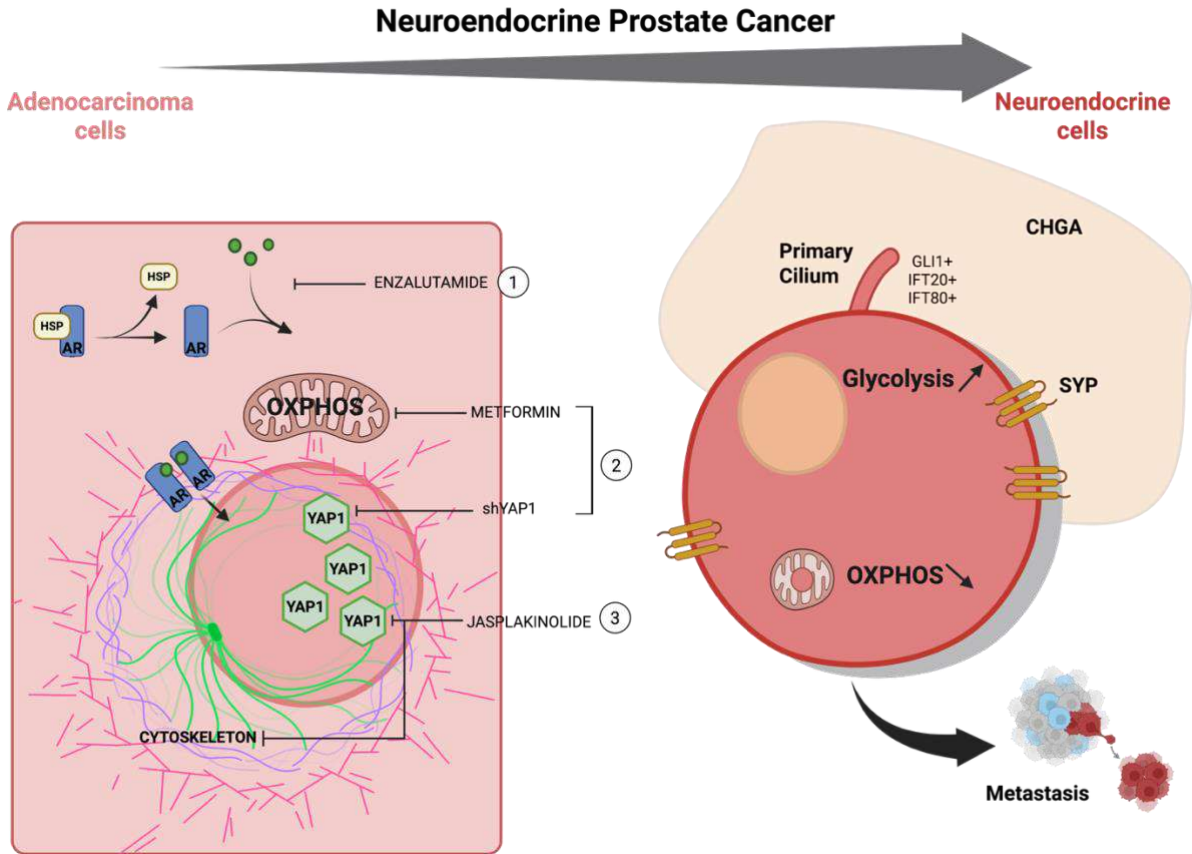 Neuroendocrine Prostate Cancer
Adenocarcinoma
cells
Neuroendocrine
cells
HSP
HSP
AR
AR
ENZALUTAMIDE 1
OXPHOS
METFORMIN
2
AR
AR
YAP1
shYAP1
YAP1
YAP1
YAP1
JASPLAKINOLIDE 3
CYTOSKELETON
CHGA
Primary
Cilium
GLI1+
IFT20+
IFT80+
Glycolysis
SYP
OXPHOS
Metastasis